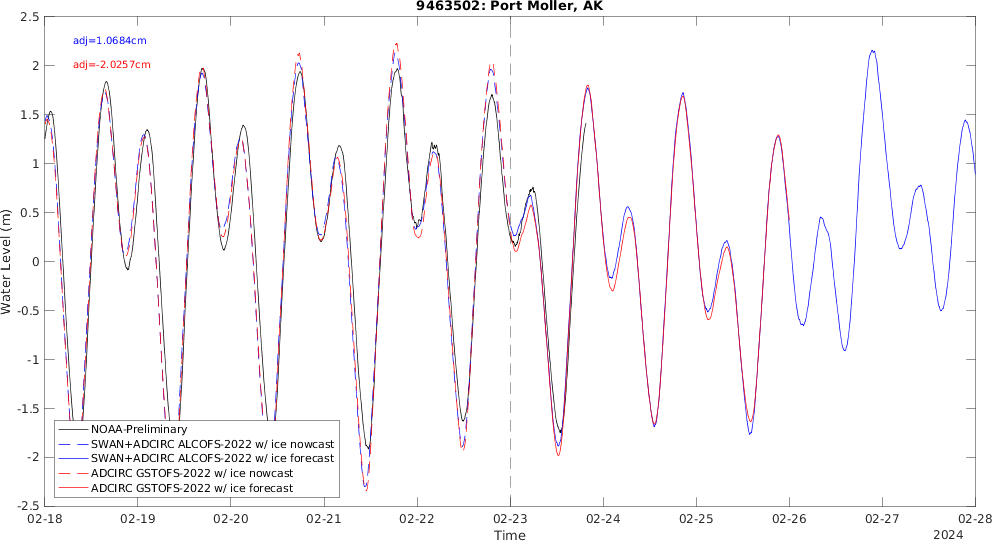 9463502: Port Moller, AK
adj=1.0684cm
adj=-2.0257cm
Water Level (m)
2.5
2
1.5
1
0.5
0
-0.5
-1
-1.5
-2
-2.5
NOAA-Preliminary
SWAN+ADCIRC ALCOFS-2022 w/ ice nowcast
SWAN+ADCIRC ALCOFS-2022 w/ ice forecast
ADCIRC GSTOFS-2022 w/ ice nowcast
ADCIRC GSTOFS-2022 w/ ice forecast
02-18 02-19 02-20 02-21 02-22 02-23 02-24 02-25 02-26 02-27 02-28
Time
2024